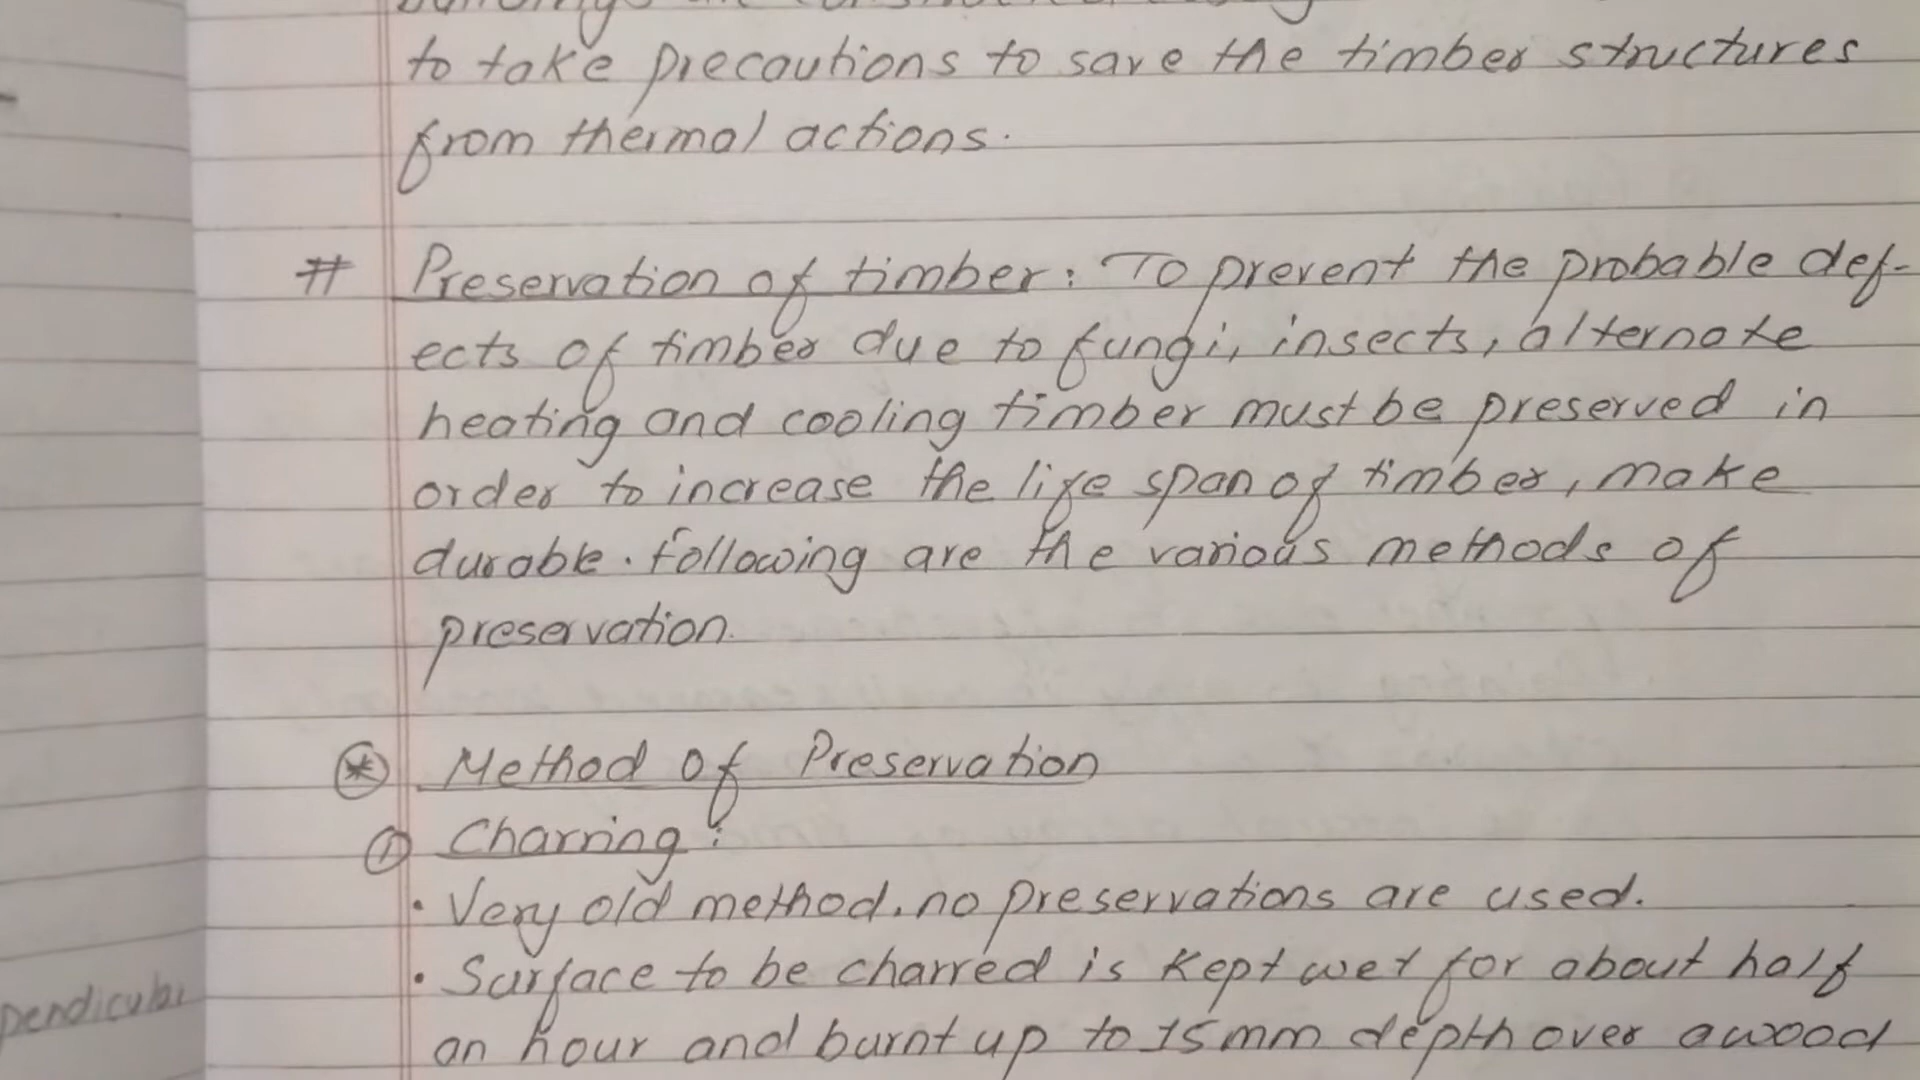 to take precautions to save the timber structures
from thermal actions.
# Preservation of timber: To prevent the probable def-
ects of timber due to fungi, insects, alternate
heating and cooling timber must be preserved in
order to increase the life span of timber, make
durable. Following are the various methods of
preservation.
* Method of Preservation
① Charring:
• Very old method. no preservations are used.
• Surface to be charred is kept wet for about half
an hour and burnt up to 15mm depth over a wood
pendicular